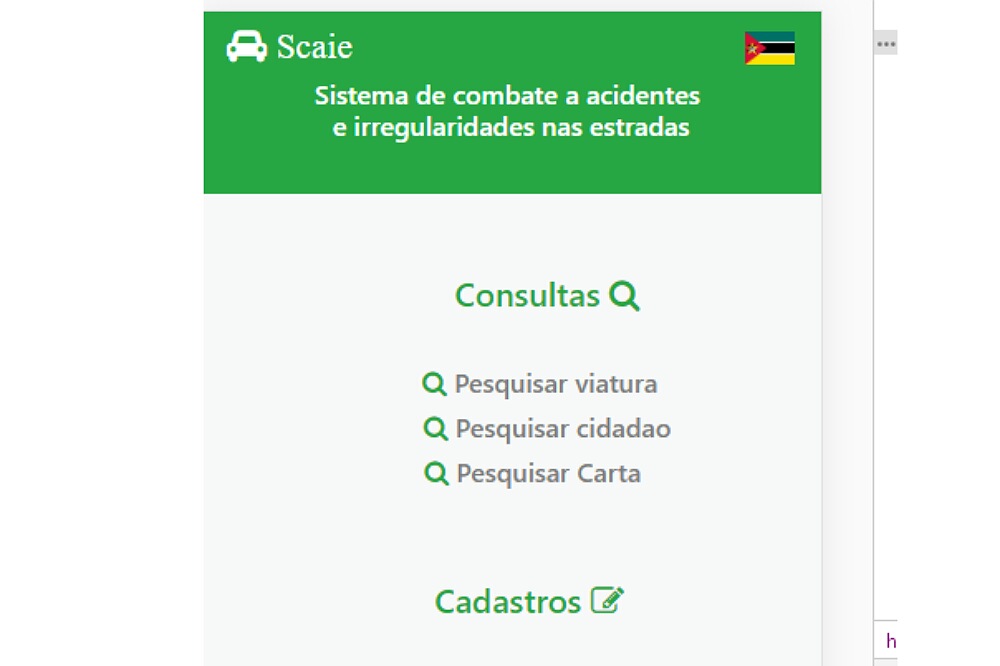 Scaie
Sistema de combate a acidentes
e irregularidades nas estradas
Consultas
Pesquisar viatura
Pesquisar cidadao
Pesquisar Carta
Cadastros
h